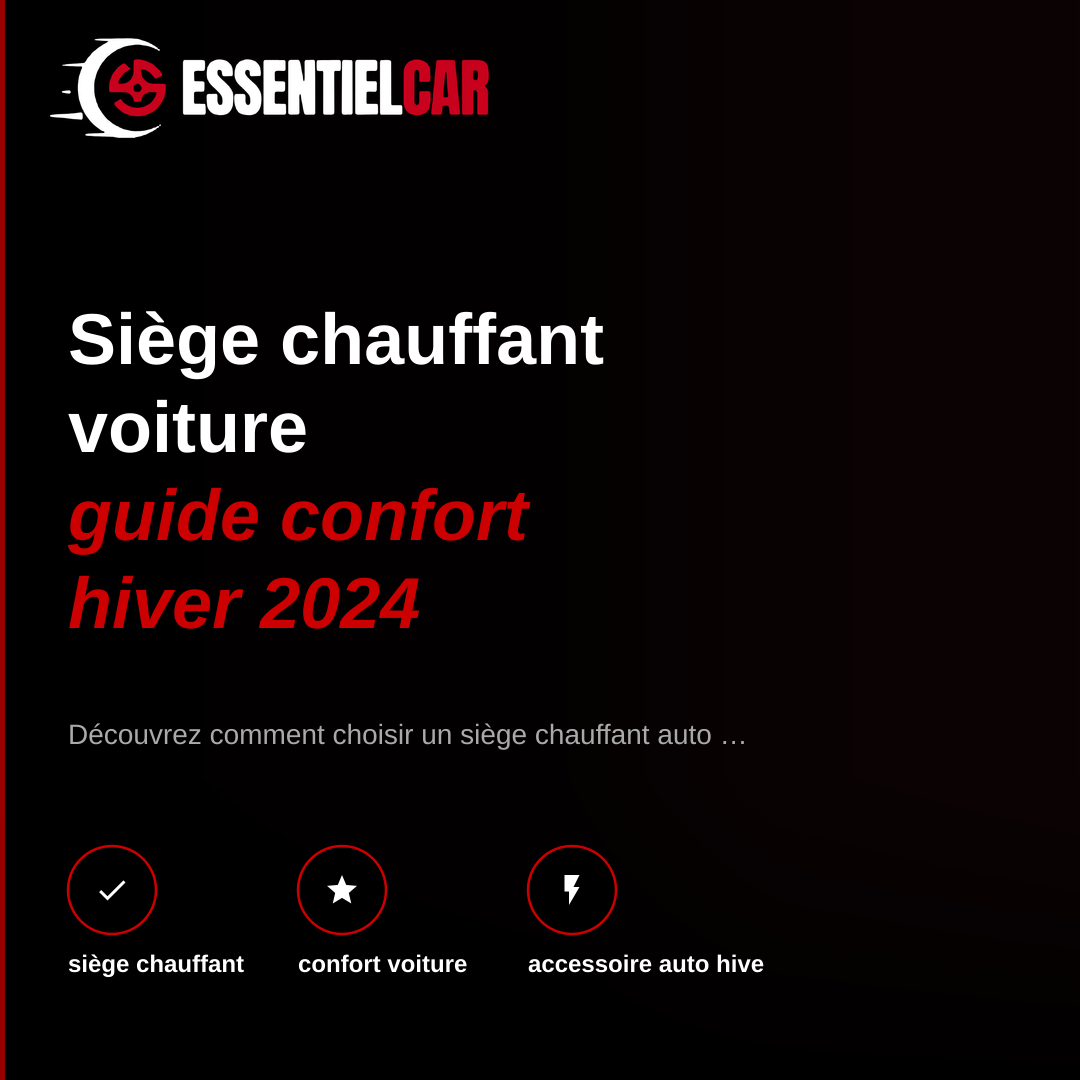 ESSENTIELCAR
Siège chauffant
voiture
guide confort
hiver 2024
Découvrez comment choisir un siège chauffant auto …
siège chauffant
confort voiture
accessoire auto hive